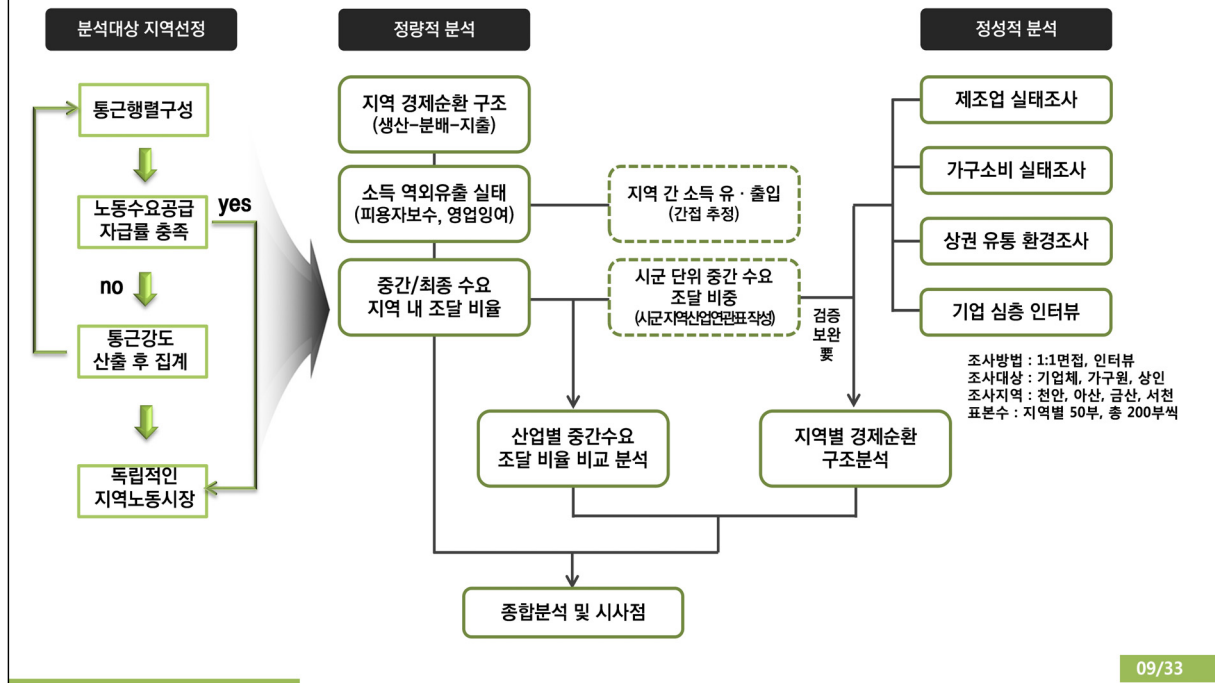 분석대상 지역선정
통근행렬구성
노동수요공급
자급률 충족
yes
no
통근강도
산출 후 집계
독립적인
지역노동시장
정량적 분석
지역 경제순환 구조
(생산-분배-지출)
소득 역외유출 실태
(피용자보수, 영업잉여)
중간/최종 수요
지역 내 조달 비율
지역 간 소득 유 · 출입
(간접 추정)
시군 단위 중간 수요
조달 비중
(시군 지역산업연관표 작성)
검증
보완
要
산업별 중간수요
조달 비율 비교 분석
지역별 경제순환
구조분석
종합분석 및 시사점
정성적 분석
제조업 실태조사
가구소비 실태조사
상권 유통 환경조사
기업 심층 인터뷰
조사방법 : 1:1면접, 인터뷰
조사대상 : 기업체, 가구원, 상인
조사지역 : 천안, 아산, 금산, 서천
표본수 : 지역별 50부, 총 200부씩
09/33